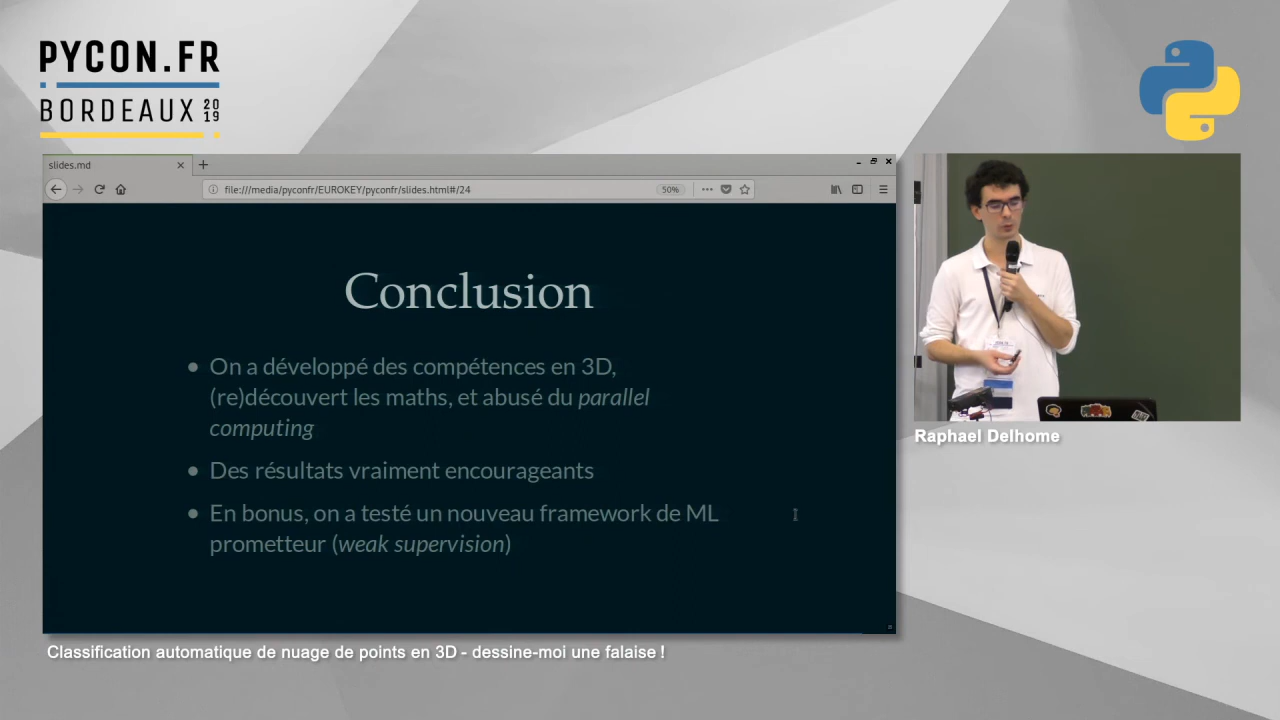 PYCON.FR
BORDEAUX 2019
slides.md
file:///media/pyconfr/EUROKEY/pyconfr/slides.html#/24
50%
Conclusion
• On a développé des compétences en 3D,
(re)découvert les maths, et abusé du parallel
computing
• Des résultats vraiment encourageants
• En bonus, on a testé un nouveau framework de ML
prometteur (weak supervision)
Raphael Delhome
Classification automatique de nuage de points en 3D - dessine-moi une falaise !